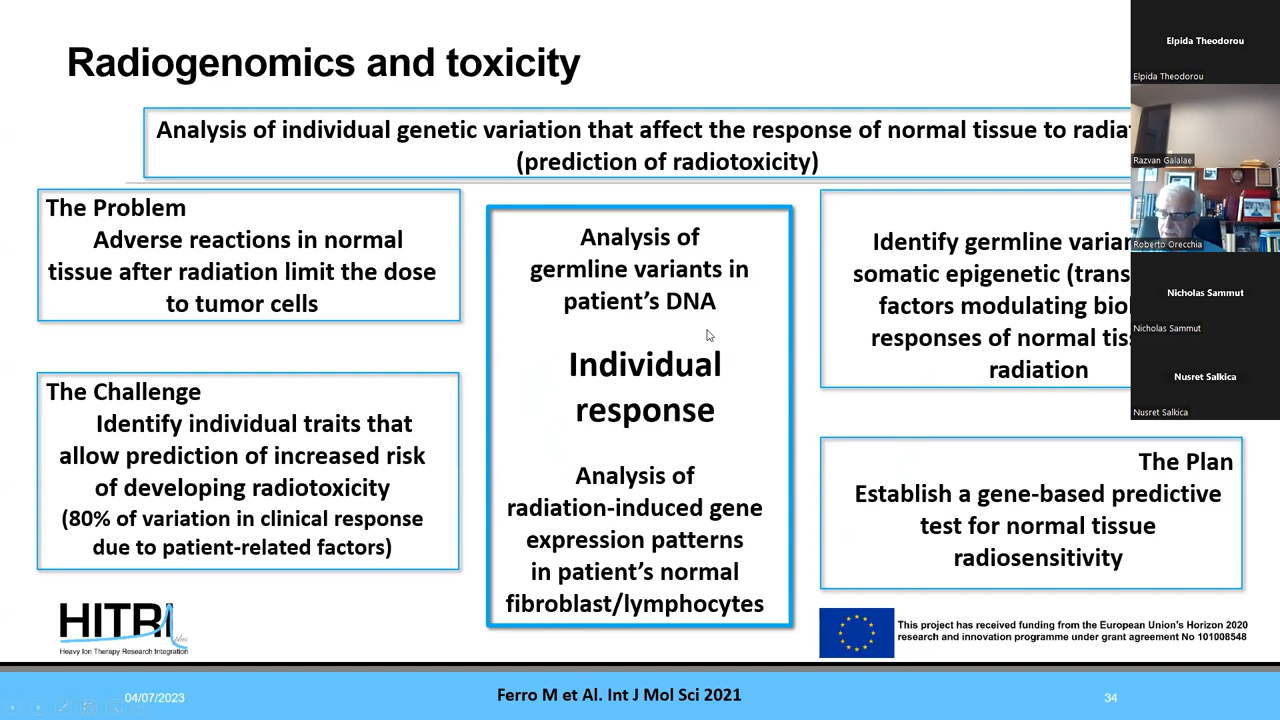 Radiogenomics and toxicity
Analysis of individual genetic variation that affect the response of normal tissue to
(prediction of radiotoxicity)
The Problem
Adverse reactions in normal
tissue after radiation limit the dose
to tumor cells
The Challenge
Identify individual traits that
allow prediction of increased risk
of developing radiotoxicity
(80% of variation in clinical response
due to patient-related factors)
Analysis of
germline variants in
patient's DNA
Individual
response
Analysis of
radiation-induced gene
expression patterns
in patient's normal
fibroblast/lymphocytes
Identify germline
somatic epigenetic
factors modulating
responses of normal
radiation
The Plan
Establish a gene-based predictive
test for normal tissue
radiosensitivity
HITRI
plus
Heavy Ion Therapy Research Integration
This project has received funding from the European Union's Horizon 2020
research and innovation programme under grant agreement No 101008548
04/07/2023
Ferro M et Al. Int J Mol Sci 2021
34
Elpida Theodorou
Elpida Theodorou
Razvan Galalae
Roberto Orecchia
Nicholas Sammut
Nicholas Sammut
Nusret Salkica
Nusret Salkica